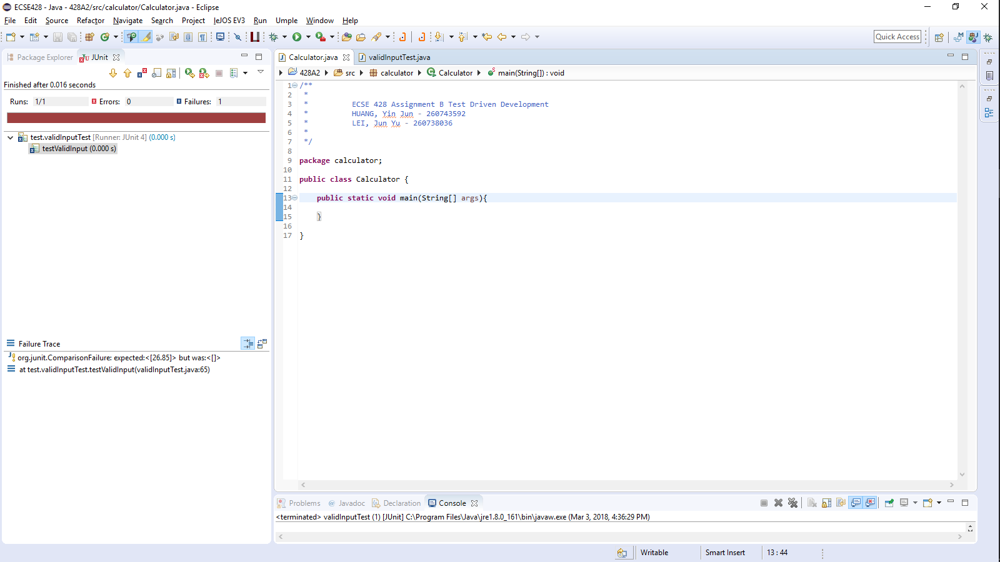 ECSE428 - Java - 428A2/src/calculator/Calculator.java - Eclipse
File Edit Source Refactor Navigate Search Project leJOS EV3 Run Umple Window Help
Quick Access
Package Explorer JUnit
Finished after 0.016 seconds
Runs: 1/1 Errors: 0 Failures: 1
test.validInputTest [Runner: JUnit 4] (0.000 s)
testValidInput (0.000 s)
Failure Trace
org.junit.ComparisonFailure: expected:<[26.85]> but was:<[]>
at test.validInputTest.testValidInput(validInputTest.java:65)
Calculator.java validInputTest.java
428A2 src calculator Calculator main(String[]) : void
1 /**
2 *
3 * ECSE 428 Assignment B Test Driven Development
4 * HUANG, Yin Jun - 260743592
5 * LEI, Jun Yu - 260738036
6 *
7 */
8
9 package calculator;
10
11 public class Calculator {
12
13 public static void main(String[] args){
14
15 }
16
17 }
Problems @ Javadoc Declaration Console
<terminated> validInputTest (1) [JUnit] C:\Program Files\Java\jre1.8.0_161\bin\javaw.exe (Mar 3, 2018, 4:36:29 PM)
Writable Smart Insert 13 : 44